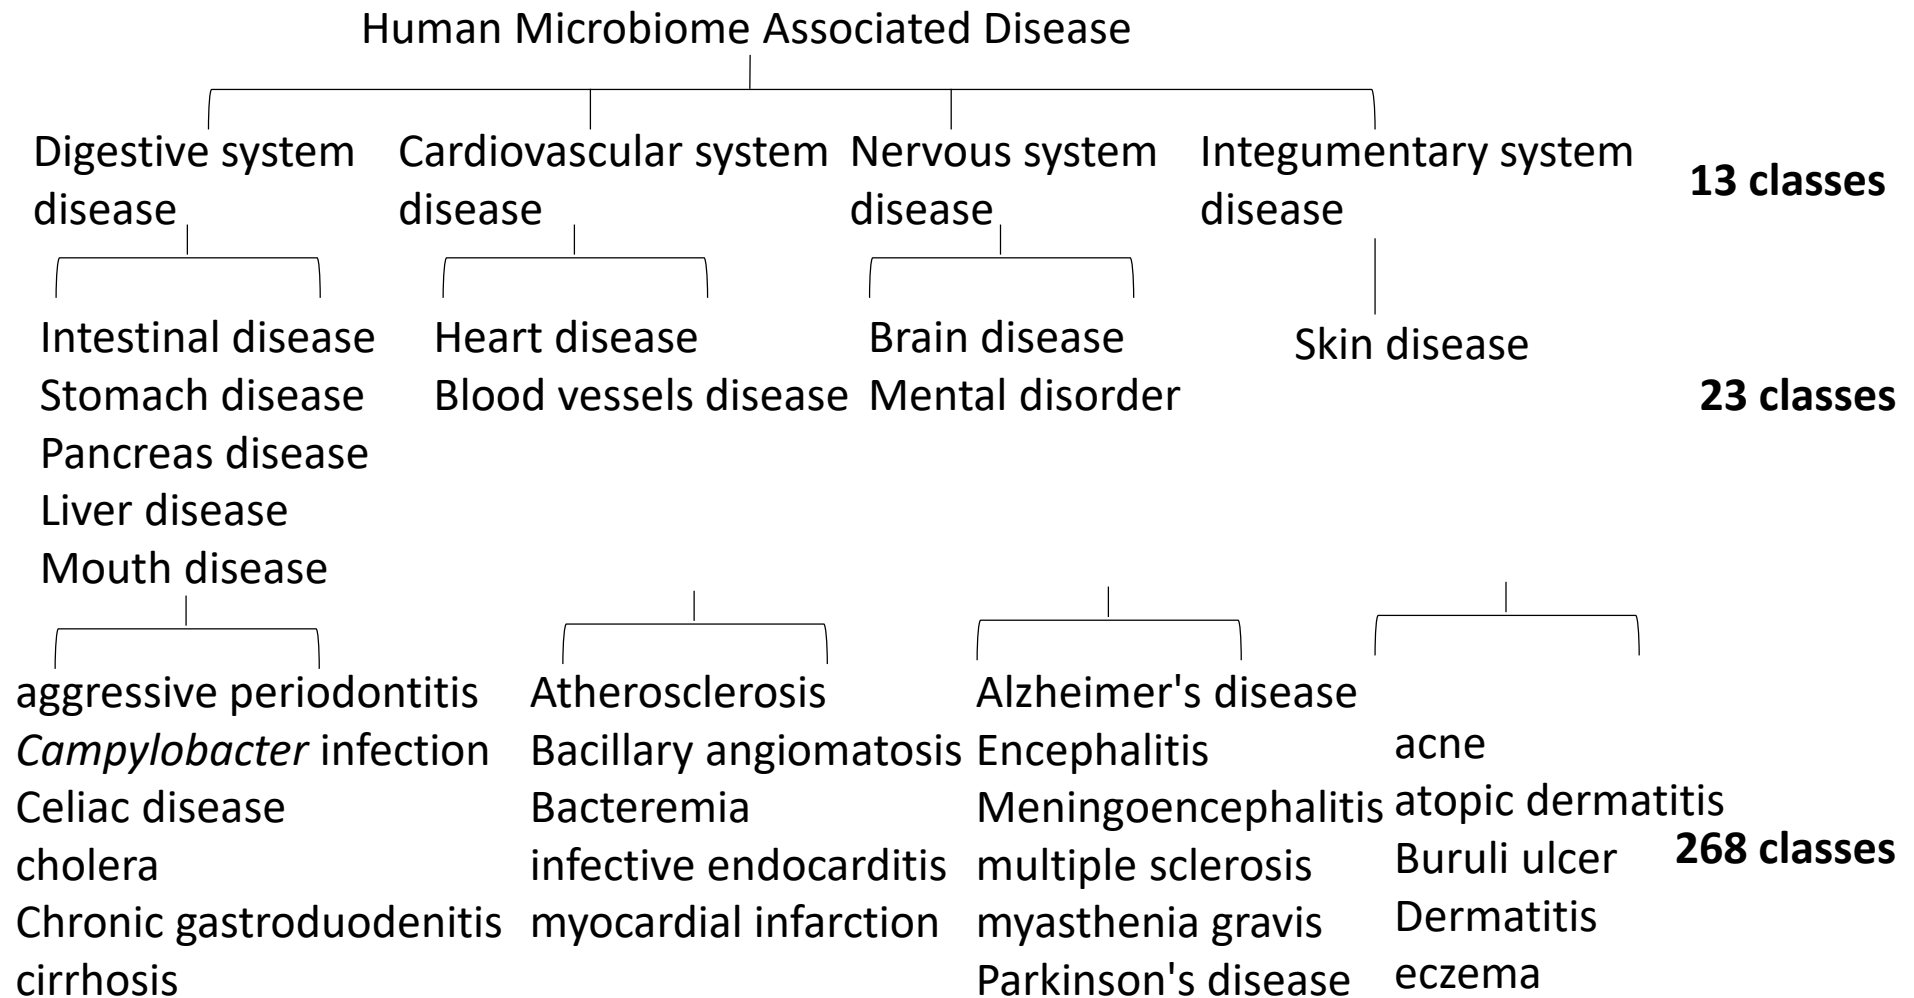 Human Microbiome Associated Disease
Digestive system
disease
Cardiovascular system
disease
Nervous system
disease
Integumentary system
disease
13 classes
Intestinal disease
Stomach disease
Pancreas disease
Liver disease
Mouth disease
Heart disease
Blood vessels disease
Brain disease
Mental disorder
Skin disease
23 classes
aggressive periodontitis
Campylobacter infection
Celiac disease
cholera
Chronic gastroduodenitis
cirrhosis
Atherosclerosis
Bacillary angiomatosis
Bacteremia
infective endocarditis
myocardial infarction
Alzheimer's disease
Encephalitis
Meningoencephalitis
multiple sclerosis
myasthenia gravis
Parkinson's disease
acne
atopic dermatitis
Buruli ulcer
Dermatitis
eczema
268 classes